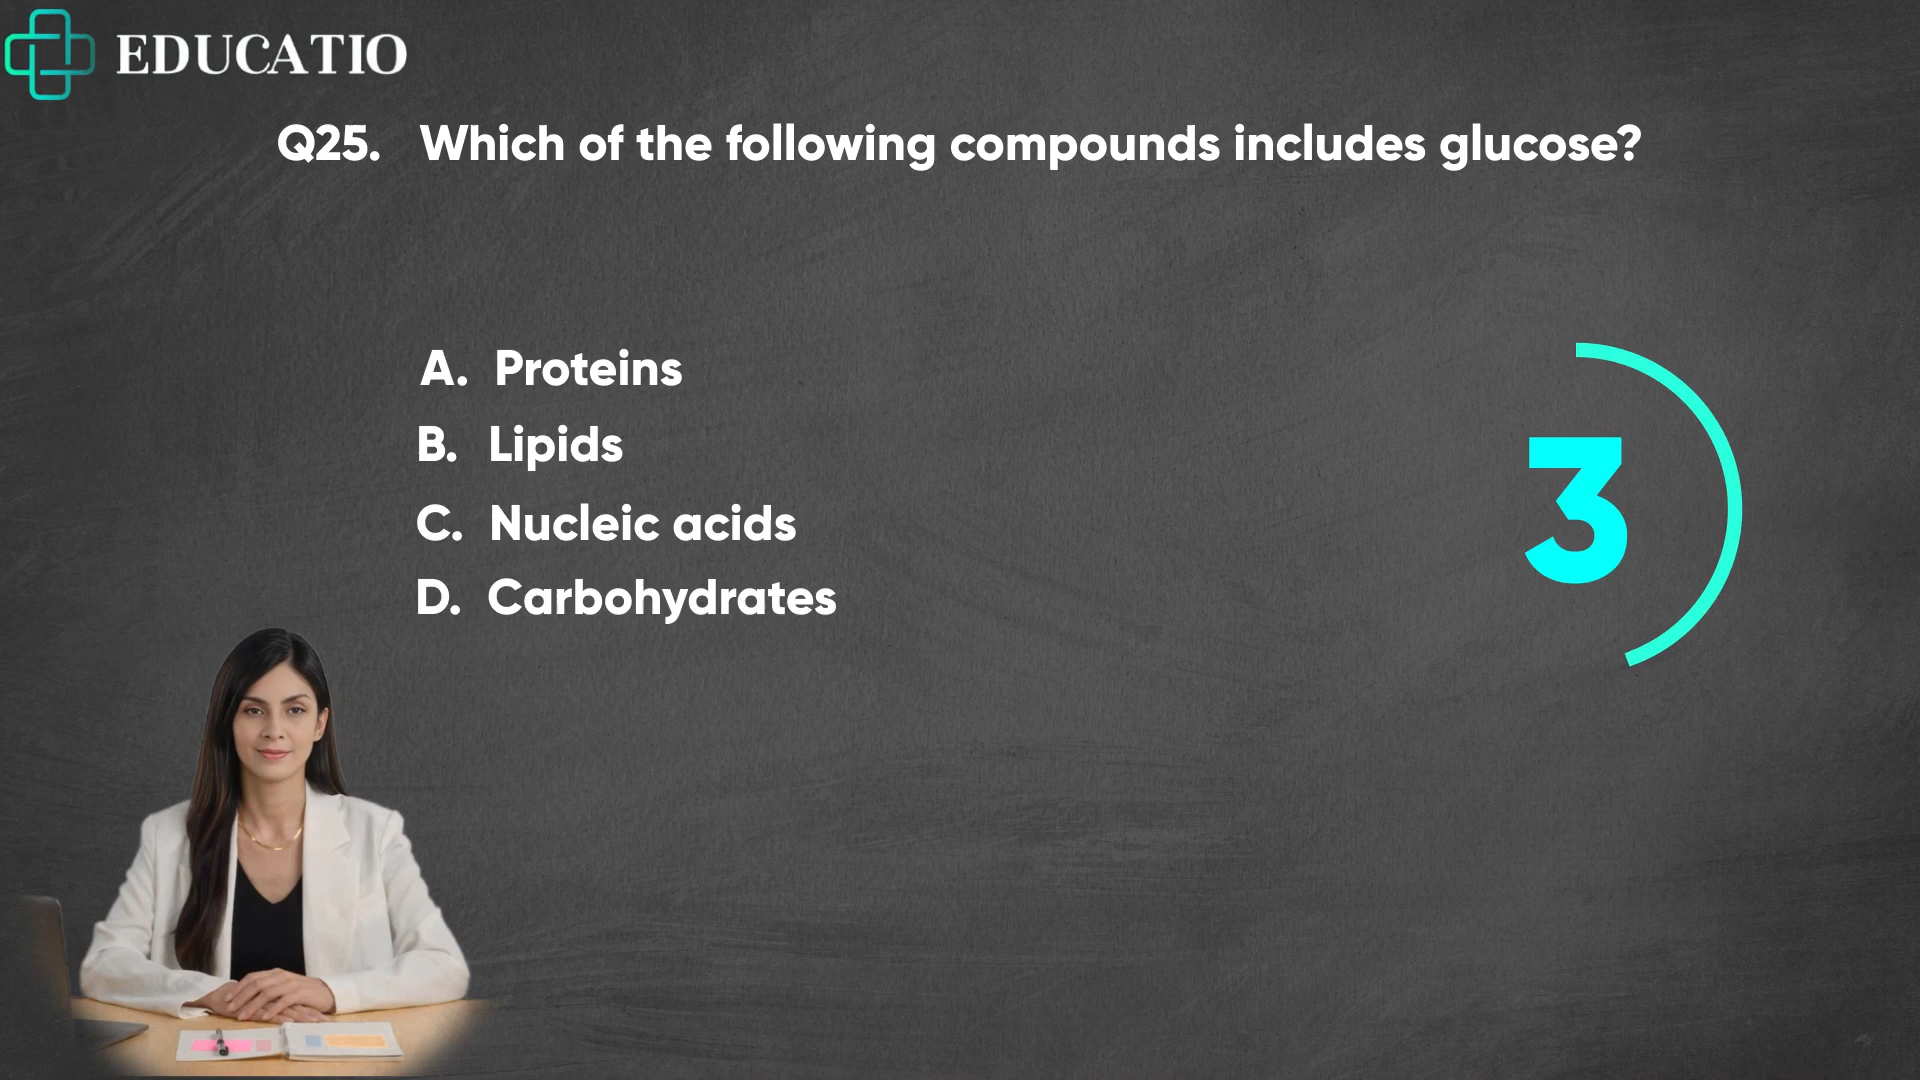 EDUCATIO
Q25. Which of the following compounds includes glucose?
A. Proteins
B. Lipids
C. Nucleic acids
D. Carbohydrates
3